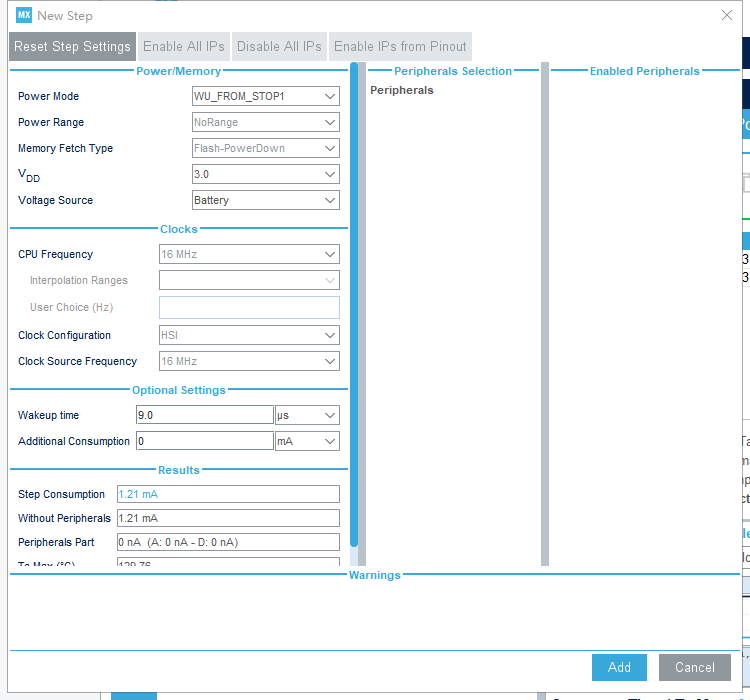 MX New Step
Reset Step Settings Enable All IPs Disable All IPs Enable IPs from Pinout
Power/Memory
Power Mode WU_FROM_STOP1
Power Range NoRange
Memory Fetch Type Flash-PowerDown
VDD 3.0
Voltage Source Battery
Clocks
CPU Frequency 16 MHz
Interpolation Ranges
User Choice (Hz)
Clock Configuration HSI
Clock Source Frequency 16 MHz
Optional Settings
Wakeup time 9.0 µs
Additional Consumption 0 mA
Results
Step Consumption 1.21 mA
Without Peripherals 1.21 mA
Peripherals Part 0 nA (A: 0 nA - D: 0 nA)
Ta Max (°C) 129.76
Peripherals Selection
Peripherals
Enabled Peripherals
Warnings
Add Cancel